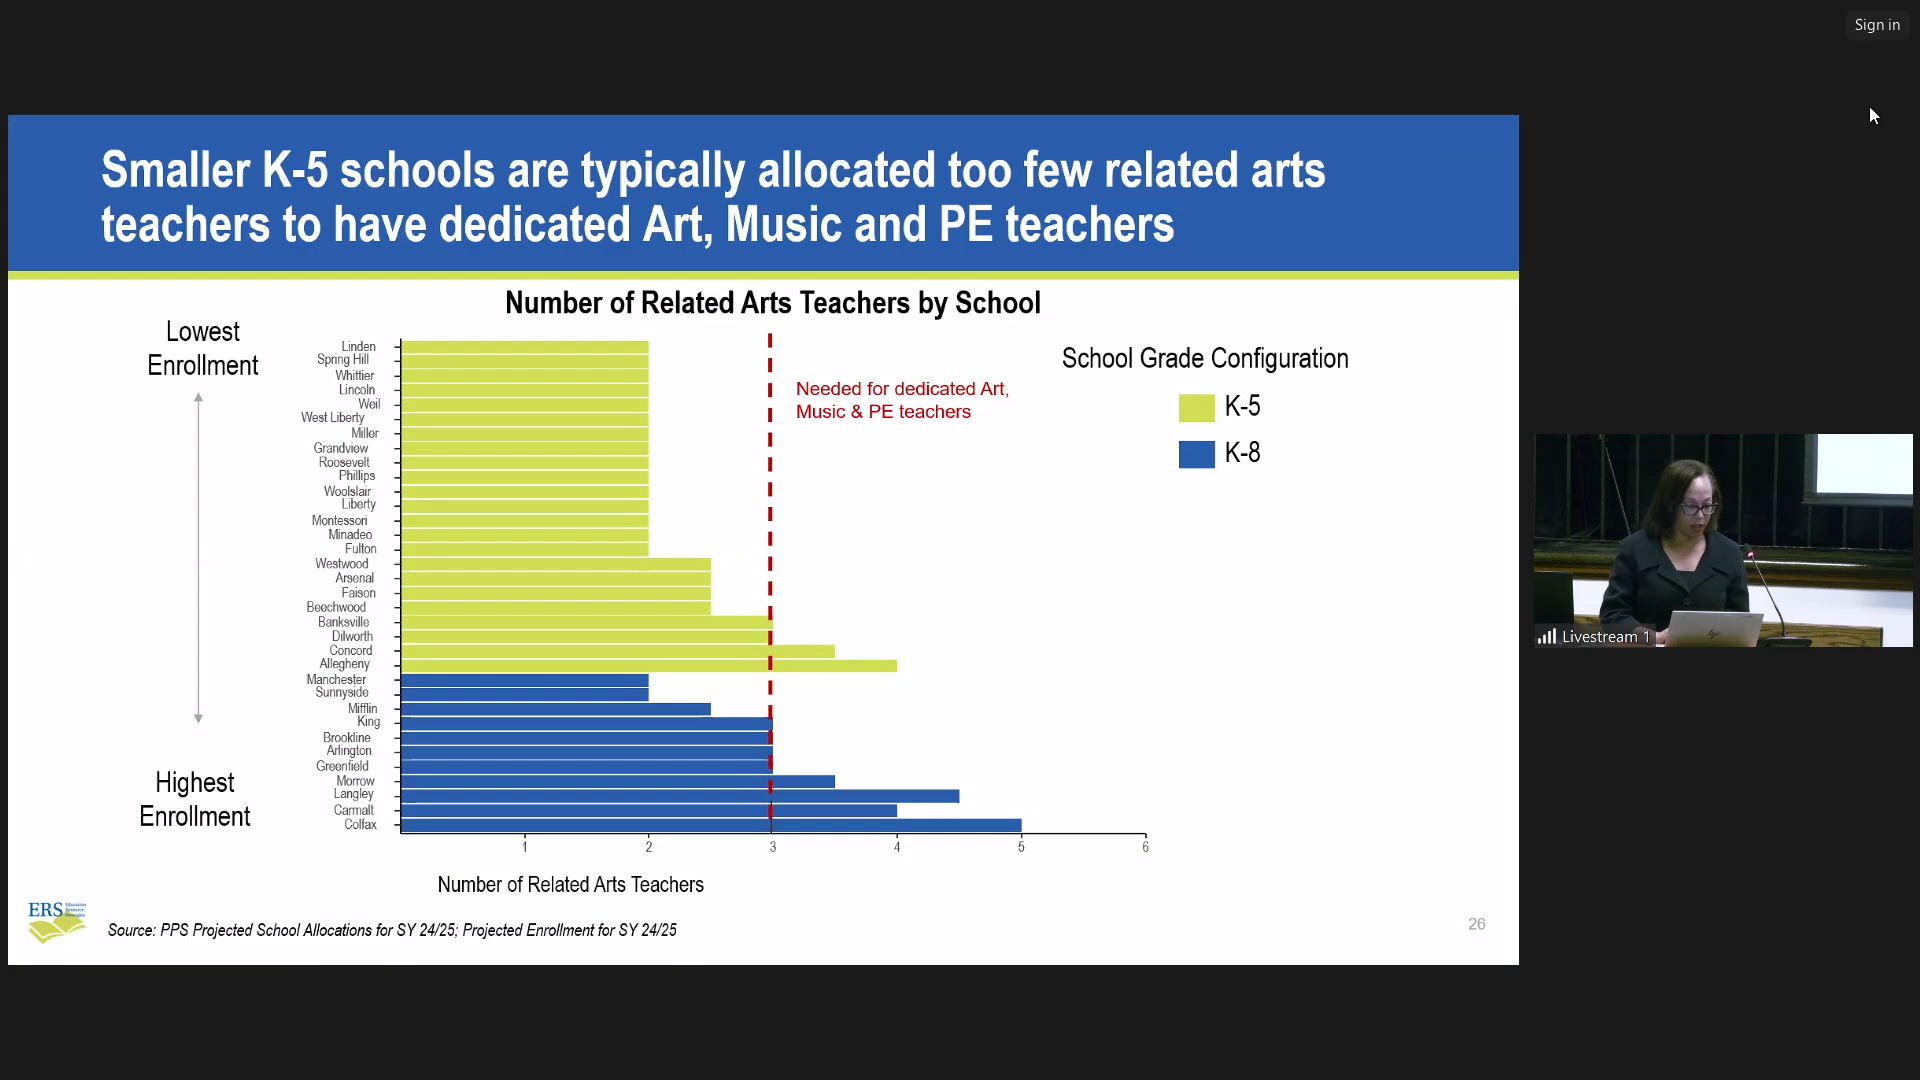 Sign in
Smaller K-5 schools are typically allocated too few related arts
teachers to have dedicated Art, Music and PE teachers
Number of Related Arts Teachers by School
Lowest
Enrollment
Highest
Enrollment
Linden
Spring Hill
Whittier
Lincoln
Weil
West Liberty
Miller
Grandview
Roosevelt
Phillips
Woolslair
Liberty
Montessori
Minadeo
Fulton
Westwood
Arsenal
Faison
Beechwood
Banksville
Dilworth
Concord
Allegheny
Manchester
Sunnyside
Mifflin
King
Brookline
Arlington
Greenfield
Morrow
Langley
Carmalt
Colfax
Needed for dedicated Art,
Music & PE teachers
School Grade Configuration
K-5
K-8
1 2 3 4 5 6
Number of Related Arts Teachers
ERS
Education
Resource
Strategies
Source: PPS Projected School Allocations for SY 24/25; Projected Enrollment for SY 24/25
26
Livestream 1
hp